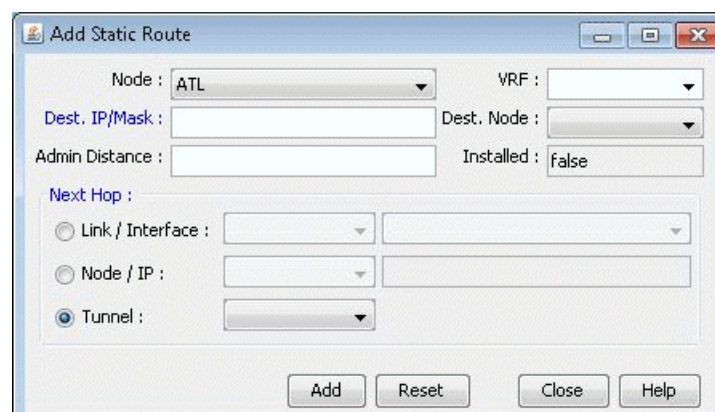 Add Static Route
Node : ATL VRF :
Dest. IP/Mask : Dest. Node :
Admin Distance : Installed : false
Next Hop :
Link / Interface :
Node / IP :
Tunnel :
Add Reset Close Help